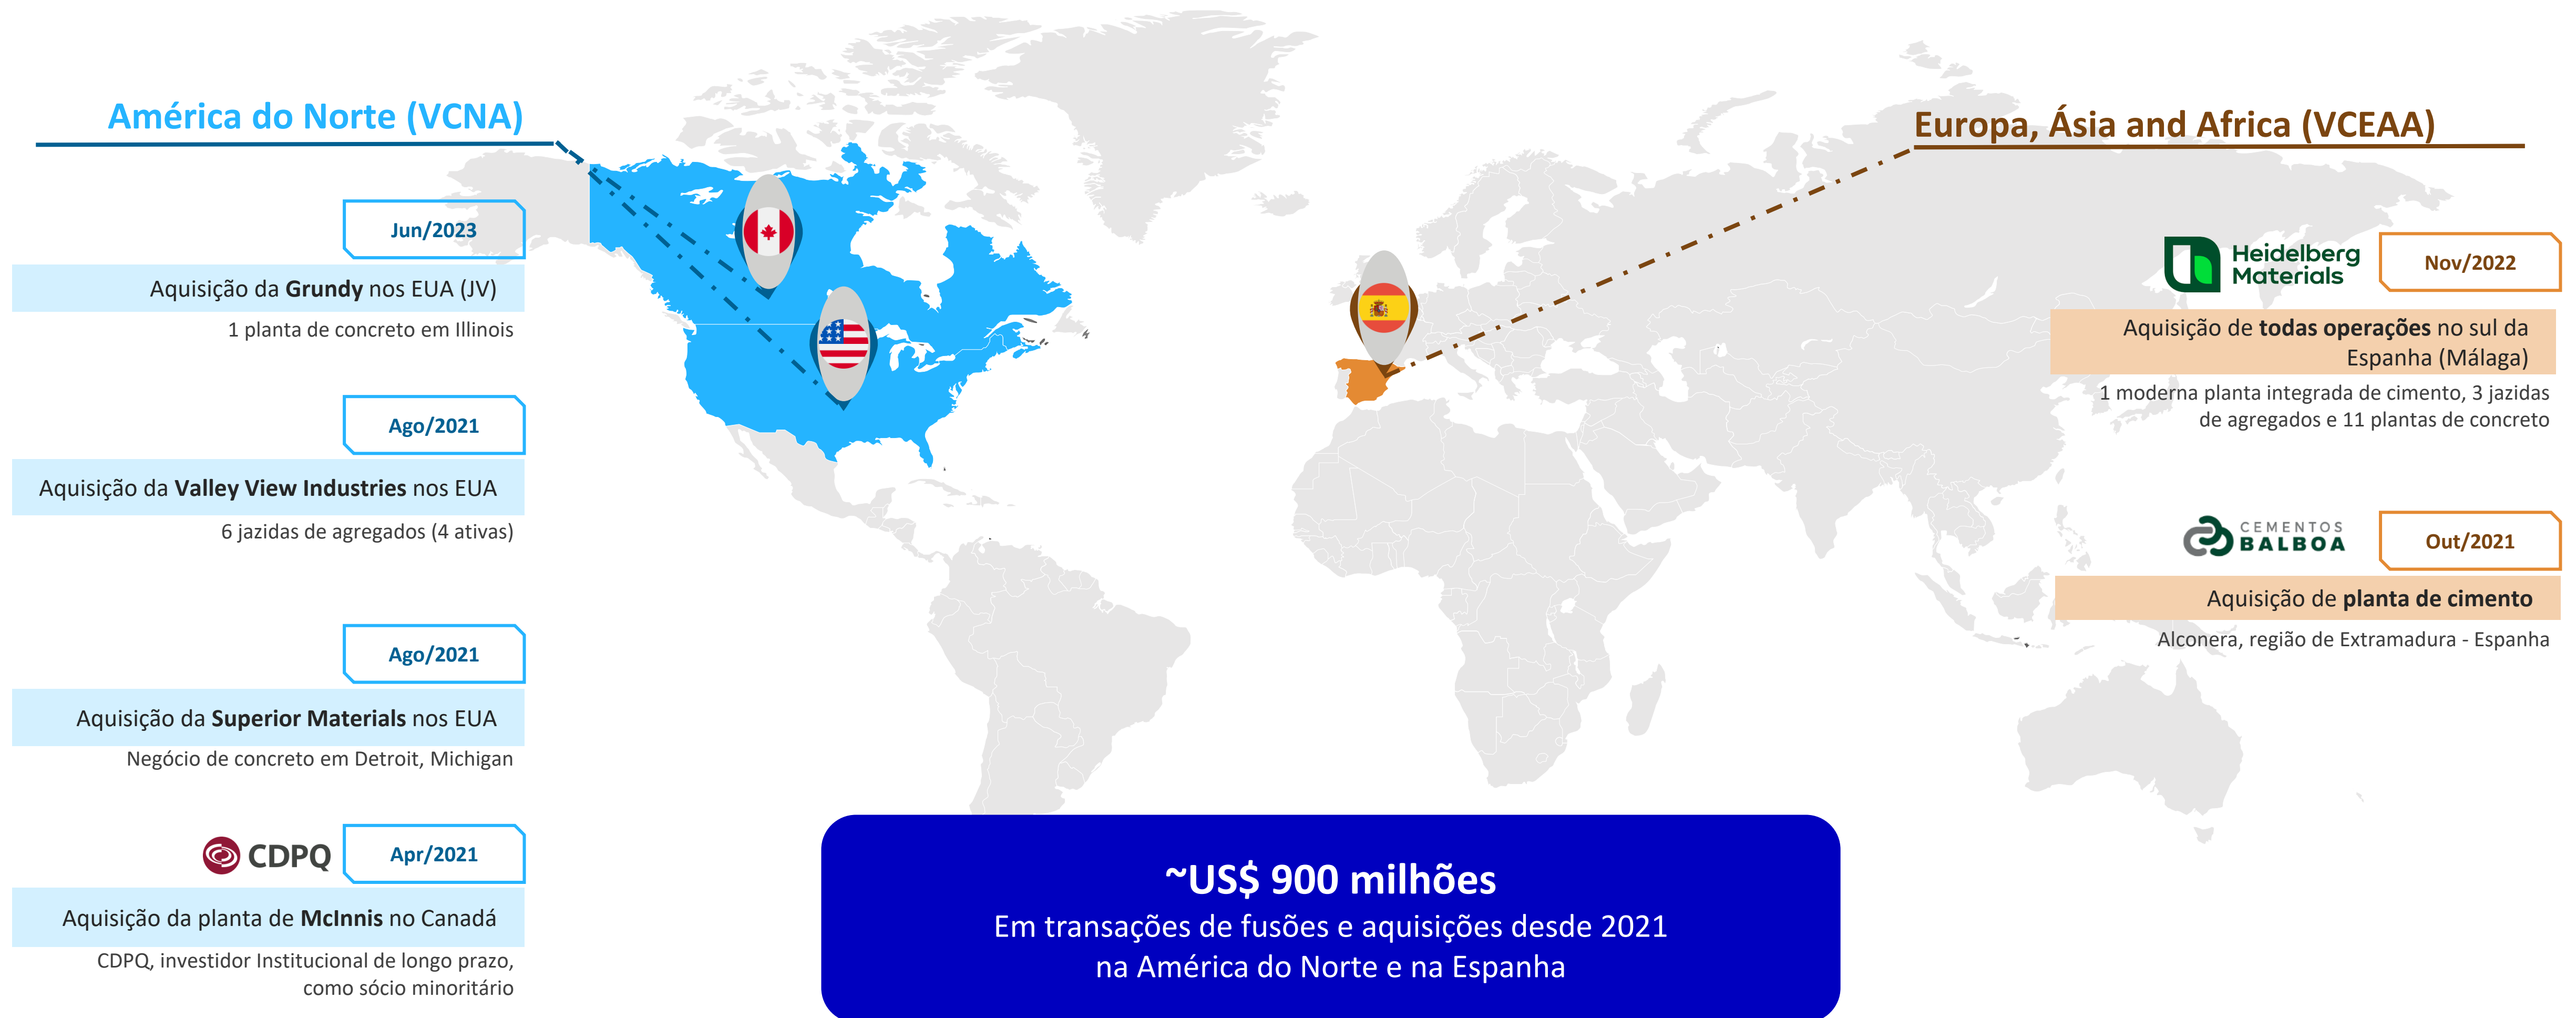 América do Norte (VCNA)
Jun/2023
Aquisição da Grundy nos EUA (JV)
1 planta de concreto em Illinois
Ago/2021
Aquisição da Valley View Industries nos EUA
6 jazidas de agregados (4 ativas)
Ago/2021
Aquisição da Superior Materials nos EUA
Negócio de concreto em Detroit, Michigan
CDPQ
Apr/2021
Aquisição da planta de McInnis no Canadá
CDPQ, investidor Institucional de longo prazo,
como sócio minoritário
Europa, Ásia and Africa (VCEAA)
Heidelberg
Materials
Nov/2022
Aquisição de todas operações no sul da
Espanha (Málaga)
1 moderna planta integrada de cimento, 3 jazidas
de agregados e 11 plantas de concreto
CEMENTOS
BALBOA
Out/2021
Aquisição de planta de cimento
Alconera, região de Extramadura - Espanha
~US$ 900 milhões
Em transações de fusões e aquisições desde 2021
na América do Norte e na Espanha